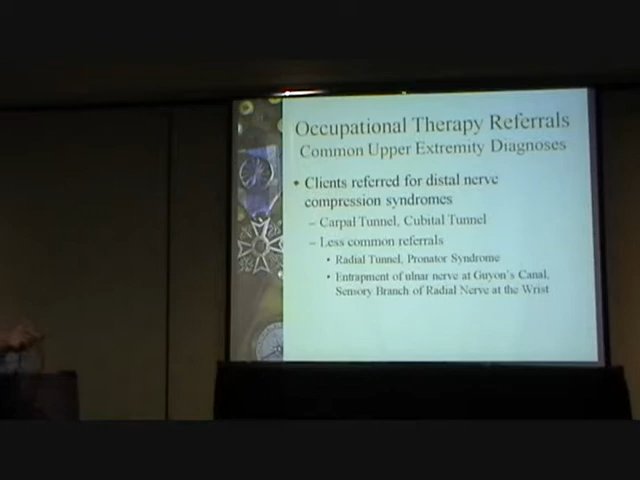 Occupational Therapy Referrals
Common Upper Extremity Diagnoses
• Clients referred for distal nerve
compression syndromes
– Carpal Tunnel, Cubital Tunnel
– Less common referrals
• Radial Tunnel, Pronator Syndrome
• Entrapment of ulnar nerve at Guyon's Canal,
Sensory Branch of Radial Nerve at the Wrist